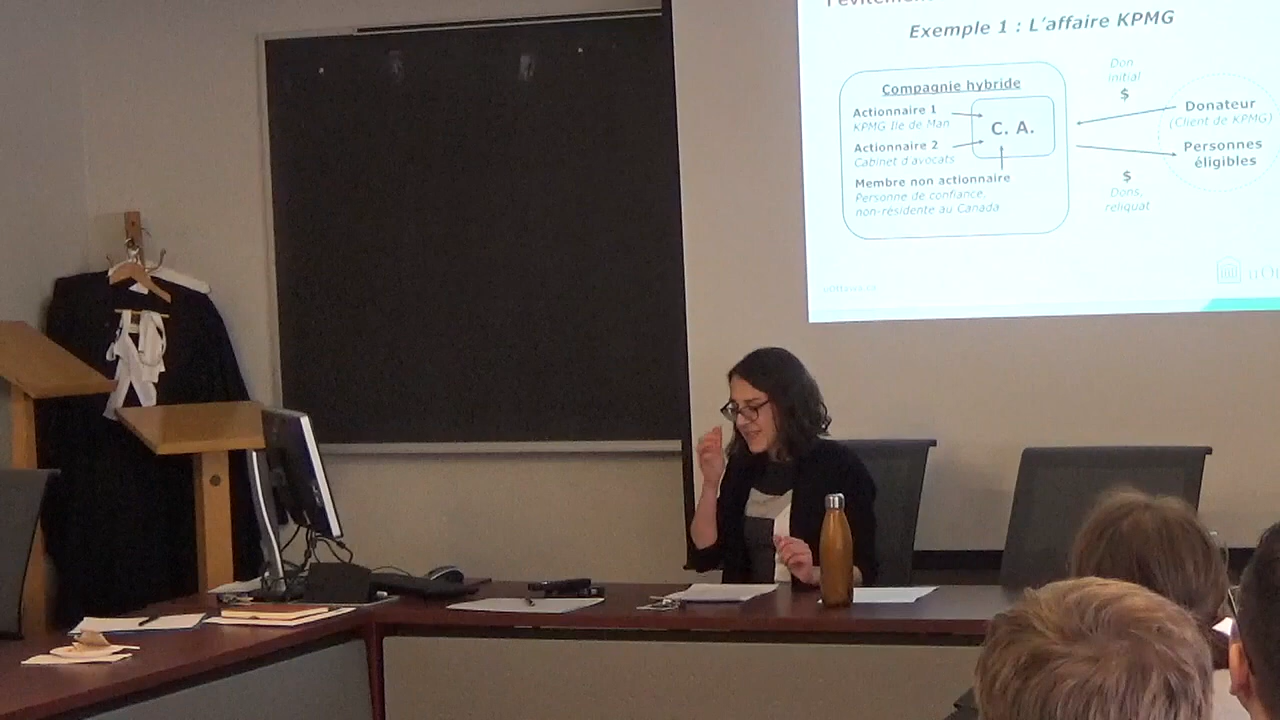 Exemple 1 : L'affaire KPMG
Compagnie hybride
Actionnaire 1
KPMG Ile de Man
Actionnaire 2
Cabinet d'avocats
Membre non actionnaire
Personne de confiance,
non-résidente au Canada
C. A.
Don
initial
$
Donateur
(Client de KPMG)
Personnes
éligibles
$
Dons,
reliquat